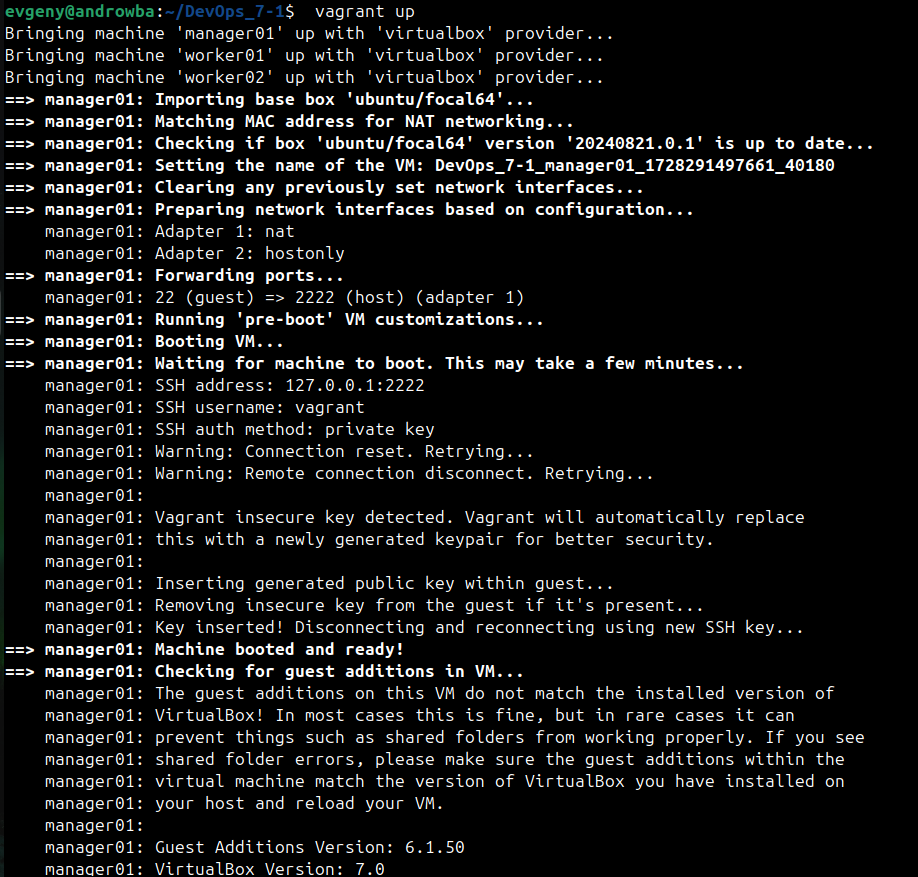 evgeny@androwba:~/DevOps_7-1$  vagrant up
Bringing machine 'manager01' up with 'virtualbox' provider...
Bringing machine 'worker01' up with 'virtualbox' provider...
Bringing machine 'worker02' up with 'virtualbox' provider...
==> manager01: Importing base box 'ubuntu/focal64'...
==> manager01: Matching MAC address for NAT networking...
==> manager01: Checking if box 'ubuntu/focal64' version '20240821.0.1' is up to date...
==> manager01: Setting the name of the VM: DevOps_7-1_manager01_1728291497661_40180
==> manager01: Clearing any previously set network interfaces...
==> manager01: Preparing network interfaces based on configuration...
    manager01: Adapter 1: nat
    manager01: Adapter 2: hostonly
==> manager01: Forwarding ports...
    manager01: 22 (guest) => 2222 (host) (adapter 1)
==> manager01: Running 'pre-boot' VM customizations...
==> manager01: Booting VM...
==> manager01: Waiting for machine to boot. This may take a few minutes...
    manager01: SSH address: 127.0.0.1:2222
    manager01: SSH username: vagrant
    manager01: SSH auth method: private key
    manager01: Warning: Connection reset. Retrying...
    manager01: Warning: Remote connection disconnect. Retrying...
    manager01:
    manager01: Vagrant insecure key detected. Vagrant will automatically replace
    manager01: this with a newly generated keypair for better security.
    manager01:
    manager01: Inserting generated public key within guest...
    manager01: Removing insecure key from the guest if it's present...
    manager01: Key inserted! Disconnecting and reconnecting using new SSH key...
==> manager01: Machine booted and ready!
==> manager01: Checking for guest additions in VM...
    manager01: The guest additions on this VM do not match the installed version of
    manager01: VirtualBox! In most cases this is fine, but in rare cases it can
    manager01: prevent things such as shared folders from working properly. If you see
    manager01: shared folder errors, please make sure the guest additions within the
    manager01: virtual machine match the version of VirtualBox you have installed on
    manager01: your host and reload your VM.
    manager01:
    manager01: Guest Additions Version: 6.1.50
    manager01: VirtualBox Version: 7.0